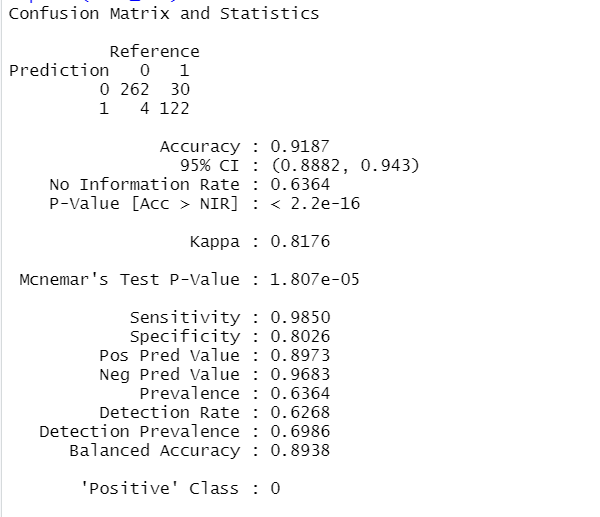 Confusion Matrix and Statistics
Reference
Prediction 0 1
0 262 30
1 4 122
Accuracy : 0.9187
95% CI : (0.8882, 0.943)
No Information Rate : 0.6364
P-Value [Acc > NIR] : < 2.2e-16
Kappa : 0.8176
Mcnemar's Test P-Value : 1.807e-05
Sensitivity : 0.9850
Specificity : 0.8026
Pos Pred Value : 0.8973
Neg Pred Value : 0.9683
Prevalence : 0.6364
Detection Rate : 0.6268
Detection Prevalence : 0.6986
Balanced Accuracy : 0.8938
'Positive' Class : 0